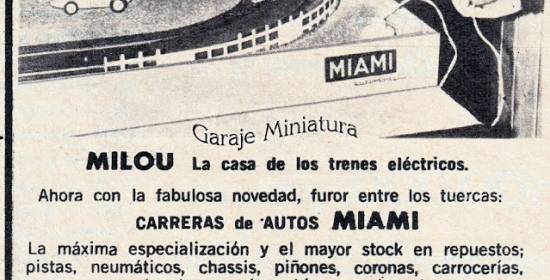 MIAMI
Garaje Miniatura
MILOU La casa de los trenes eléctricos.
Ahora con la fabulosa novedad, furor entre los tuercas:
CARRERAS de AUTOS MIAMI
La máxima especialización y el mayor stock en repuestos;
pistas, neumáticos, chassis, piñones, coronas, carrocerías,